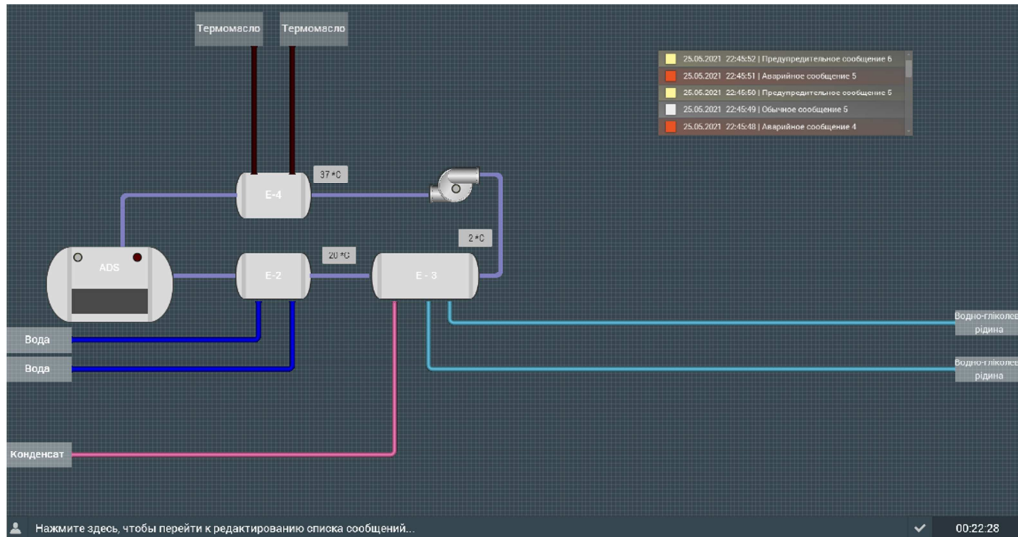 Термомасло
Термомасло
25.05.2021 22:45:52 | Предупредительное сообщение 6
25.05.2021 22:45:51 | Аварийное сообщение 5
25.05.2021 22:45:50 | Предупредительное сообщение 5
25.05.2021 22:45:49 | Обычное сообщение 5
25.05.2021 22:45:48 | Аварийное сообщение 4
37 °C
E-4
2 °C
20 °C
ADS
E-2
E - 3
Водно-гліколев
рідина
Вода
Водно-гліколев
рідина
Вода
Конденсат
Нажмите здесь, чтобы перейти к редактированию списка сообщений...
00:22:28